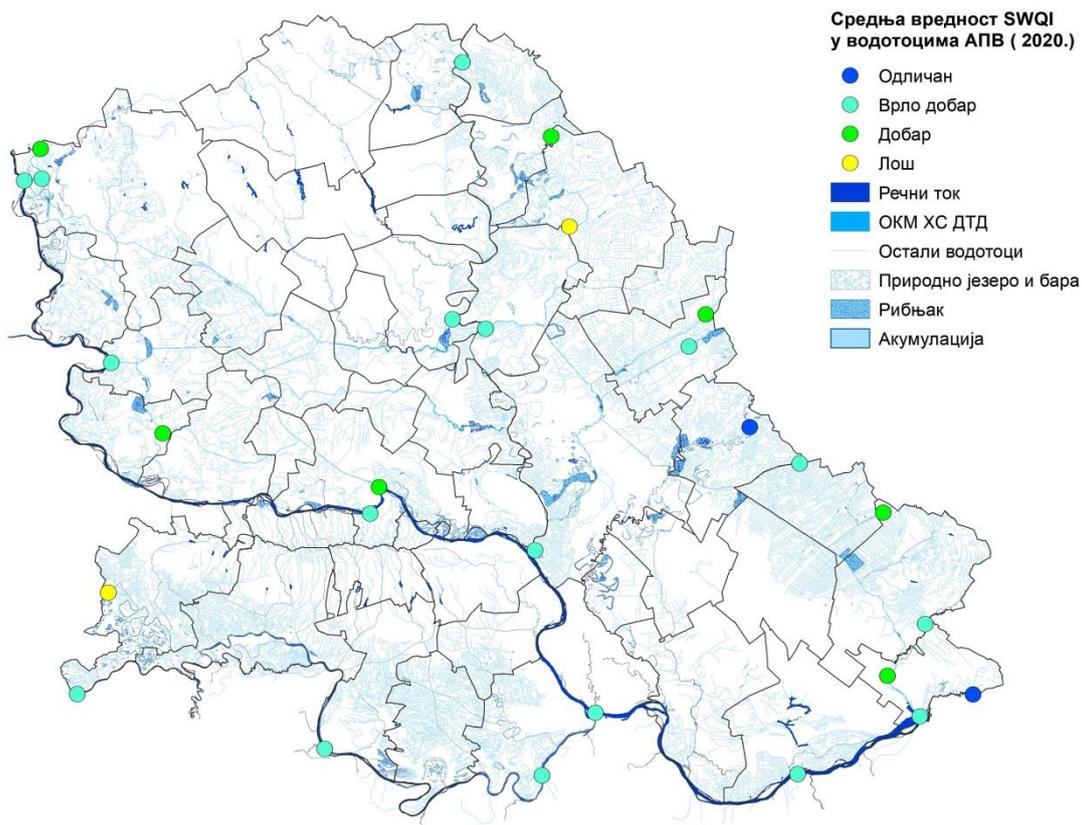 Средња вредност SWQI
у водотоцима АПВ ( 2020.)
Одличан
Врло добар
Добар
Лош
Речни ток
ОКМ ХС ДТД
Остали водотоци
Природно језеро и бара
Рибњак
Акумулација